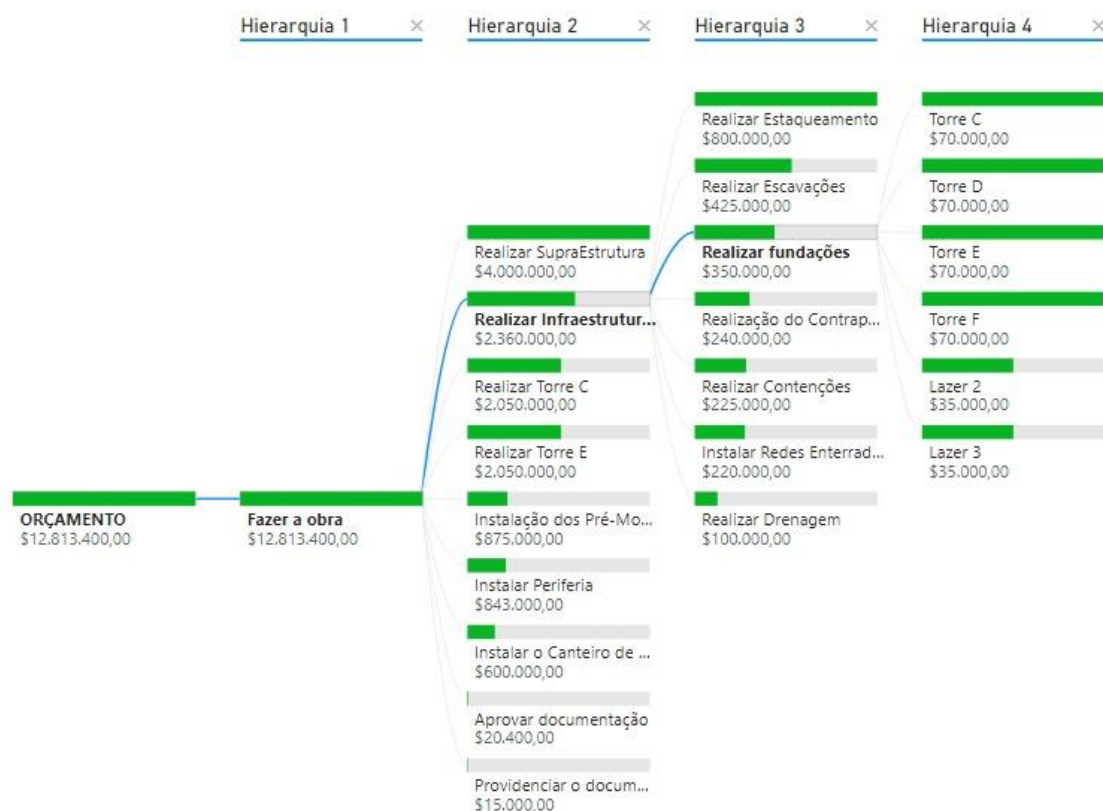 Hierarquia 1
Hierarquia 2
Hierarquia 3
Hierarquia 4
ORÇAMENTO
$12.813.400,00
Fazer a obra
$12.813.400,00
Realizar SupraEstrutura
$4.000.000,00
Realizar Infraestrutur...
$2.360.000,00
Realizar Torre C
$2.050.000,00
Realizar Torre E
$2.050.000,00
Instalação dos Pré-Mo...
$875.000,00
Instalar Periferia
$843.000,00
Instalar o Canteiro de ...
$600.000,00
Aprovar documentação
$20.400,00
Providenciar o docum...
$15.000,00
Realizar Estaqueamento
$800.000,00
Realizar Escavações
$425.000,00
Realizar fundações
$350.000,00
Realização do Contrap...
$240.000,00
Realizar Contenções
$225.000,00
Instalar Redes Enterrad...
$220.000,00
Realizar Drenagem
$100.000,00
Torre C
$70.000,00
Torre D
$70.000,00
Torre E
$70.000,00
Torre F
$70.000,00
Lazer 2
$35.000,00
Lazer 3
$35.000,00